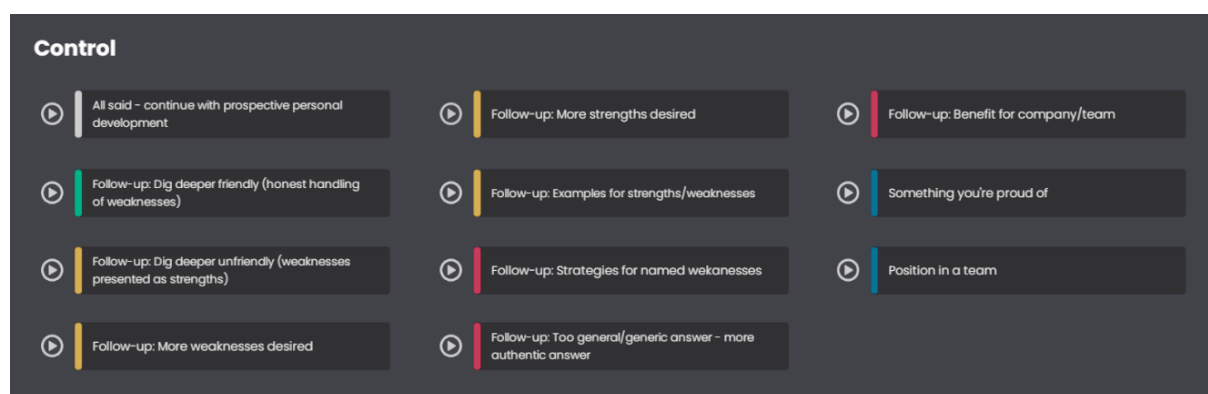 Control
All said - continue with prospective personal
development
Follow-up: Dig deeper friendly (honest handling
of weaknesses)
Follow-up: Dig deeper unfriendly (weaknesses
presented as strengths)
Follow-up: More weaknesses desired
Follow-up: More strengths desired
Follow-up: Examples for strengths/weaknesses
Follow-up: Strategies for named wekanesses
Follow-up: Too general/generic answer - more
authentic answer
Follow-up: Benefit for company/team
Something you're proud of
Position in a team